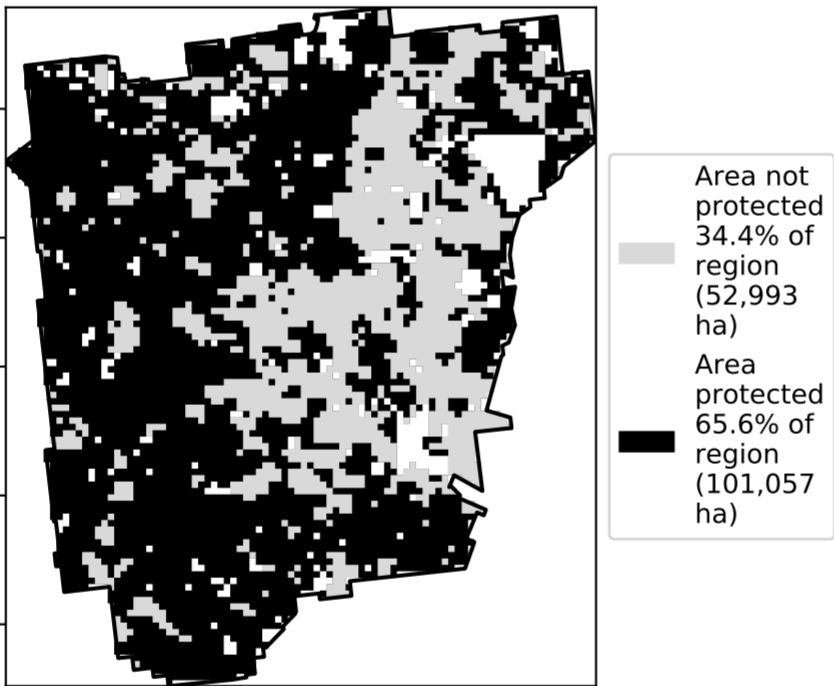 Area not
protected
34.4% of
region
(52,993
ha)
Area
protected
65.6% of
region
(101,057
ha)